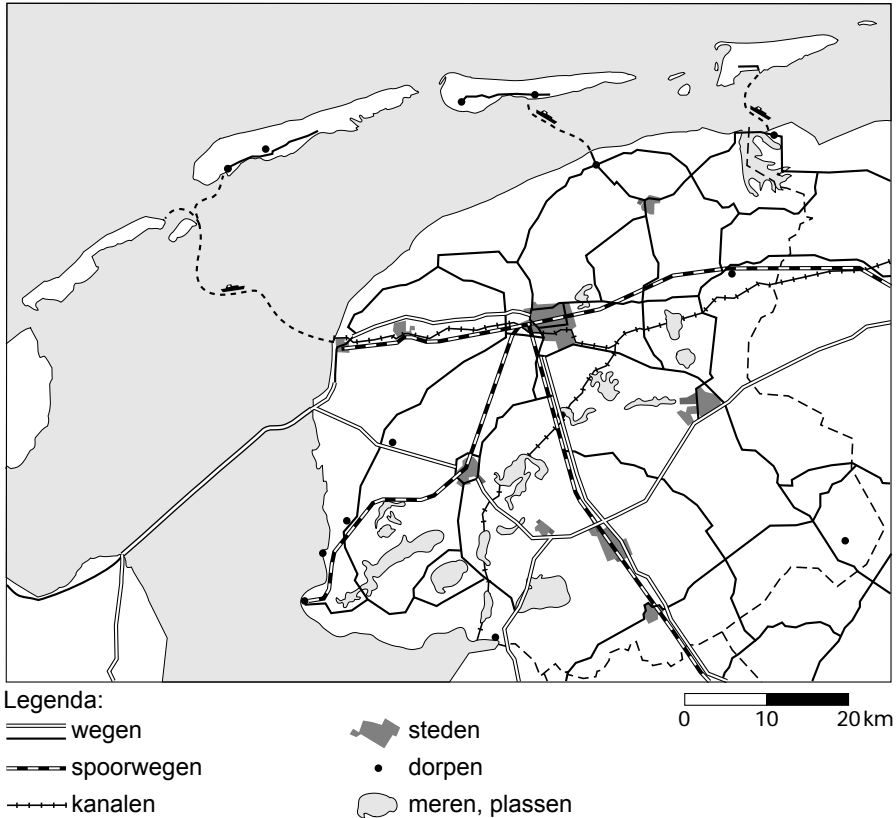 Legenda:
wegen
spoorwegen
kanalen
steden
dorpen
meren, plassen
0 10 20 km